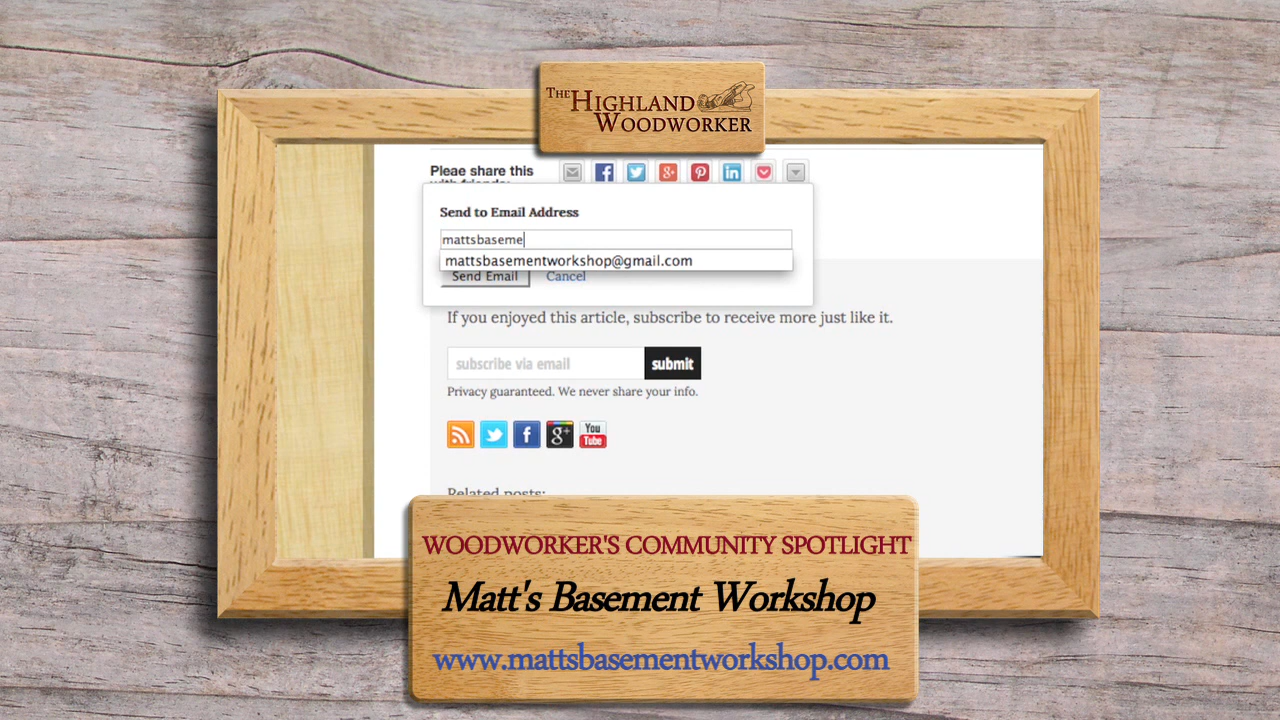 THE HIGHLAND
WOODWORKER
Pleae share this
with friends:
Send to Email Address
mattsbaseme
mattsbasementworkshop@gmail.com
Send Email Cancel
If you enjoyed this article, subscribe to receive more just like it.
subscribe via email submit
Privacy guaranteed. We never share your info.
You
Tube
Related posts:
WOODWORKER'S COMMUNITY SPOTLIGHT
Matt's Basement Workshop
www.mattsbasementworkshop.com